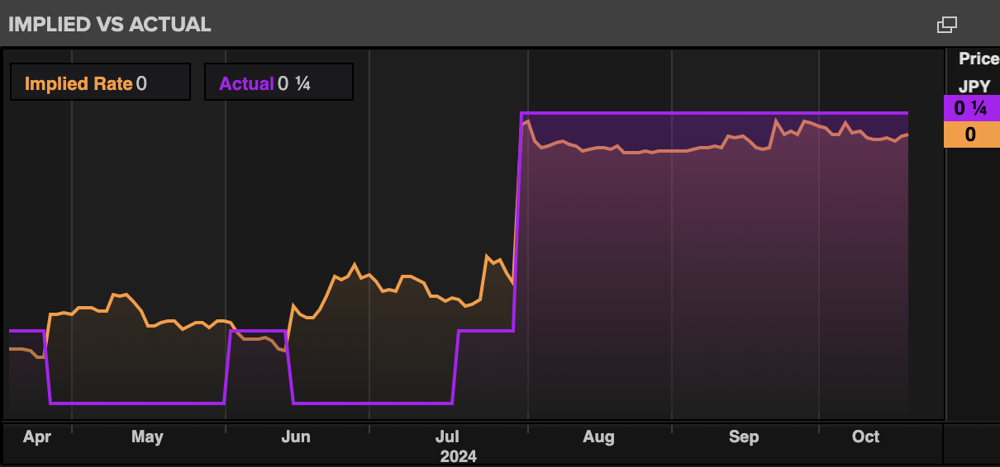 IMPLIED VS ACTUAL
Implied Rate 0
Actual 0 ¼
Price
JPY
0 ¼
0
Apr May Jun Jul Aug Sep Oct
2024